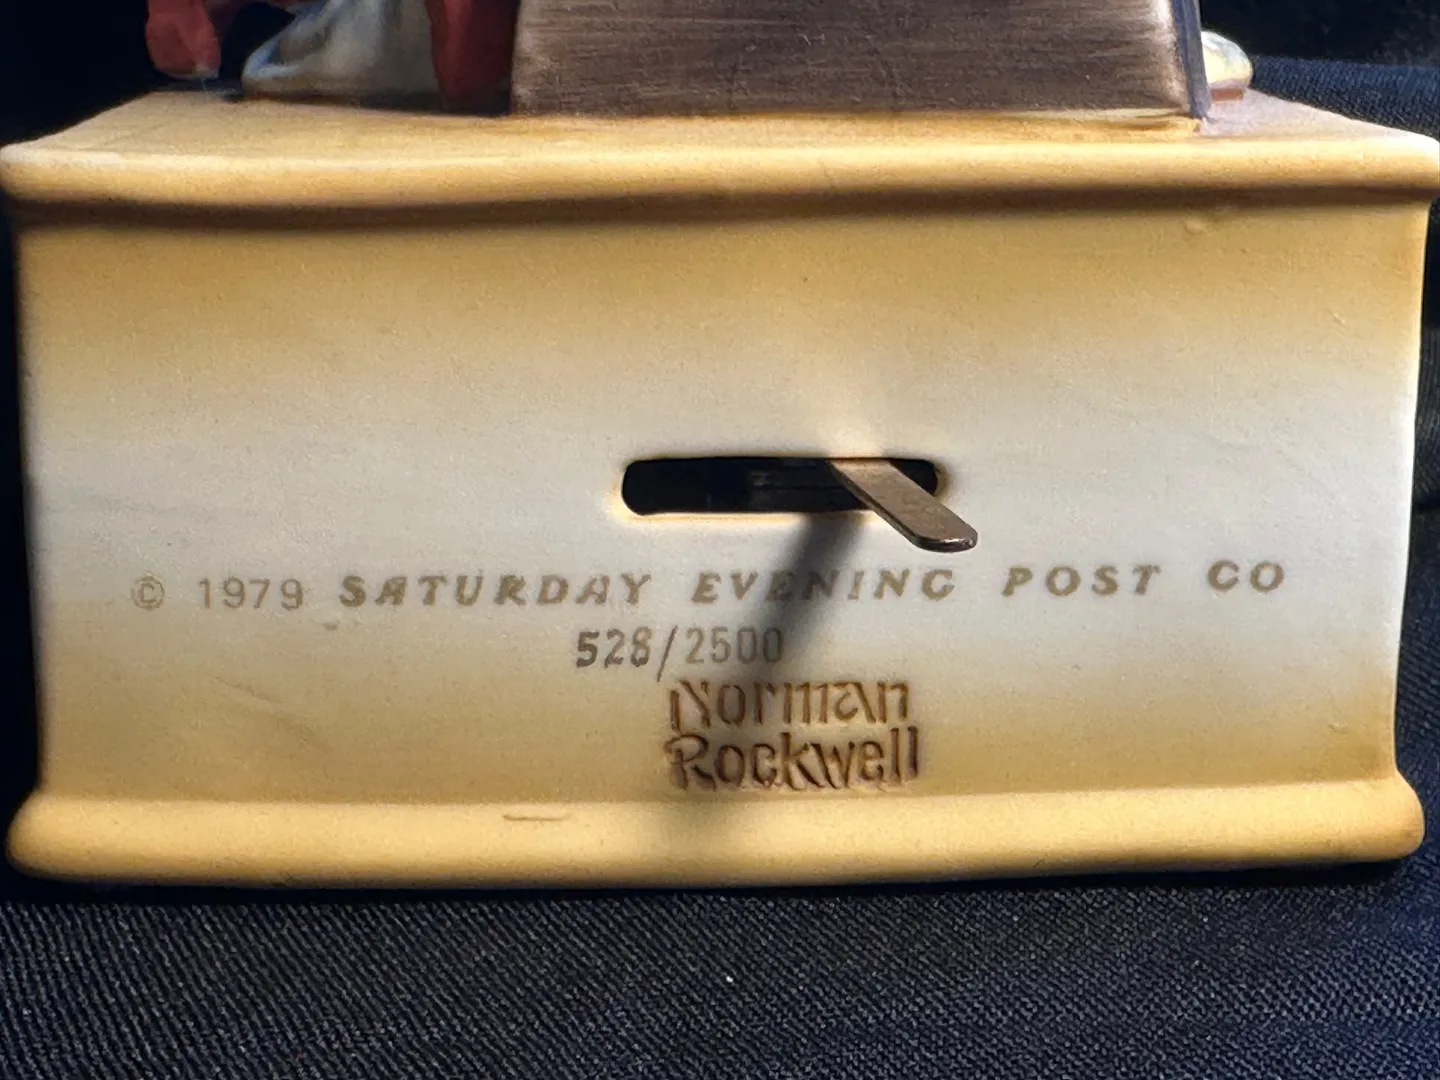 © 1979 SATURDAY EVENING POST CO
528/2500
Norman
Rockwell